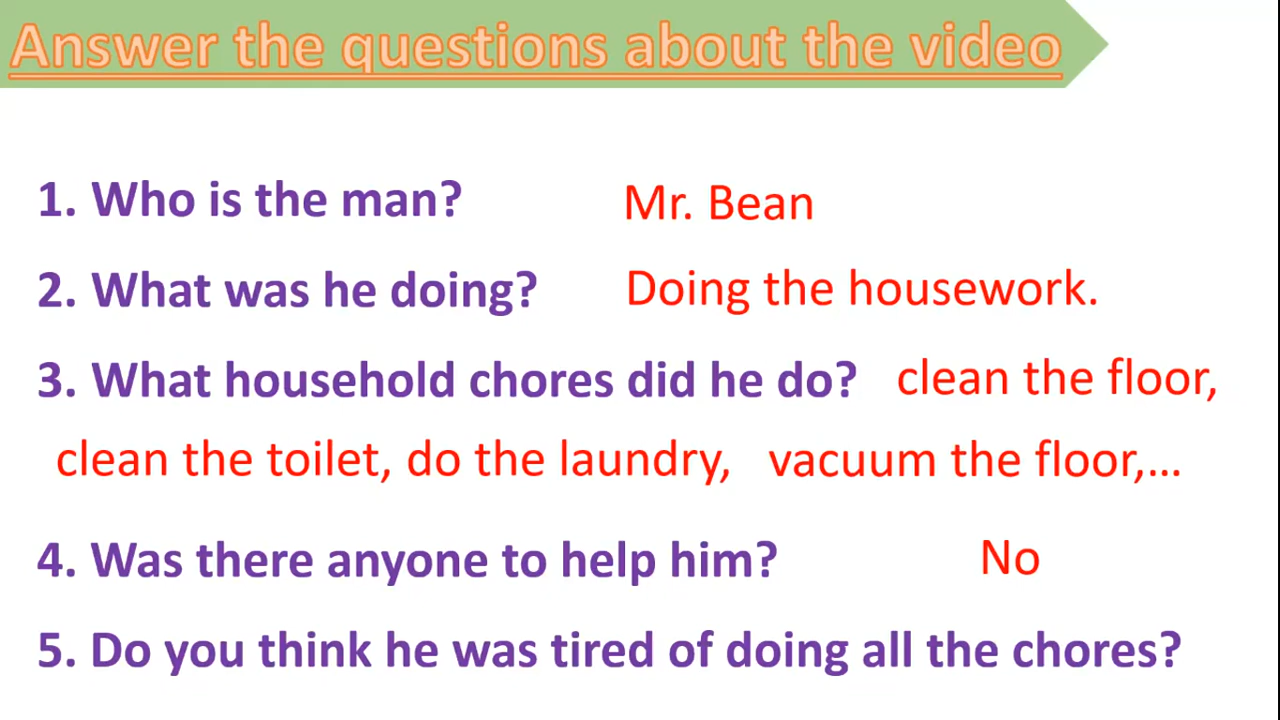 Answer the questions about the video
1. Who is the man? Mr. Bean
2. What was he doing? Doing the housework.
3. What household chores did he do? clean the floor,
clean the toilet, do the laundry, vacuum the floor,...
4. Was there anyone to help him? No
5. Do you think he was tired of doing all the chores?